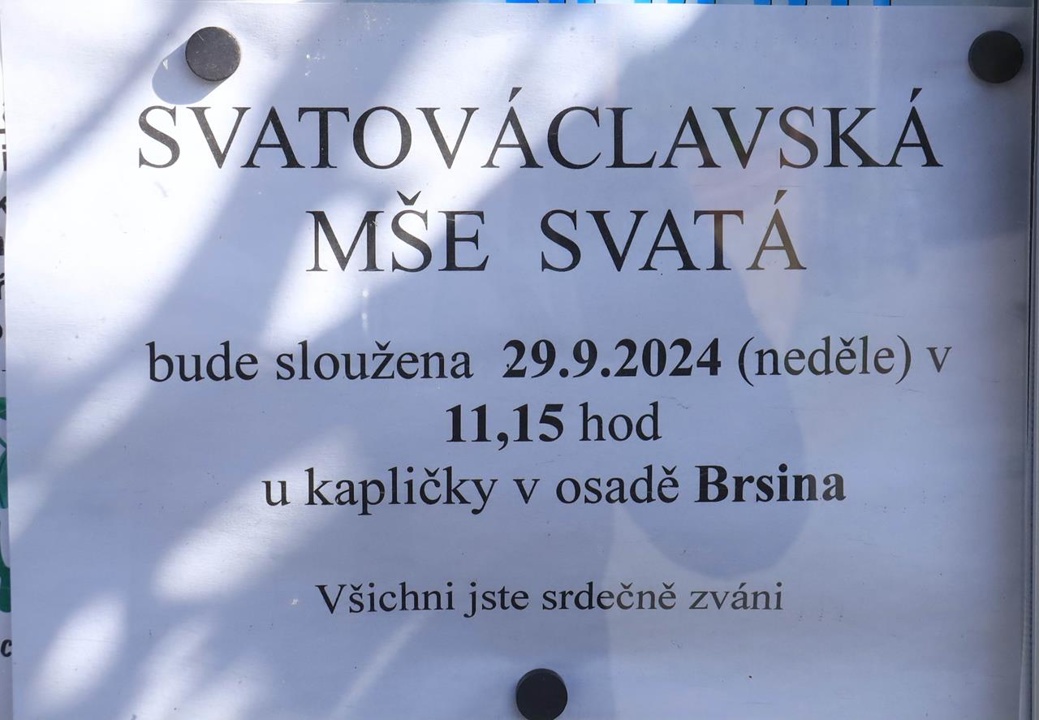 SVATOVÁCLAVSKÁ
MŠE SVATÁ
bude sloužena 29.9.2024 (neděle) v
11,15 hod
u kapličky v osadě Brsina
Všichni jste srdečně zváni